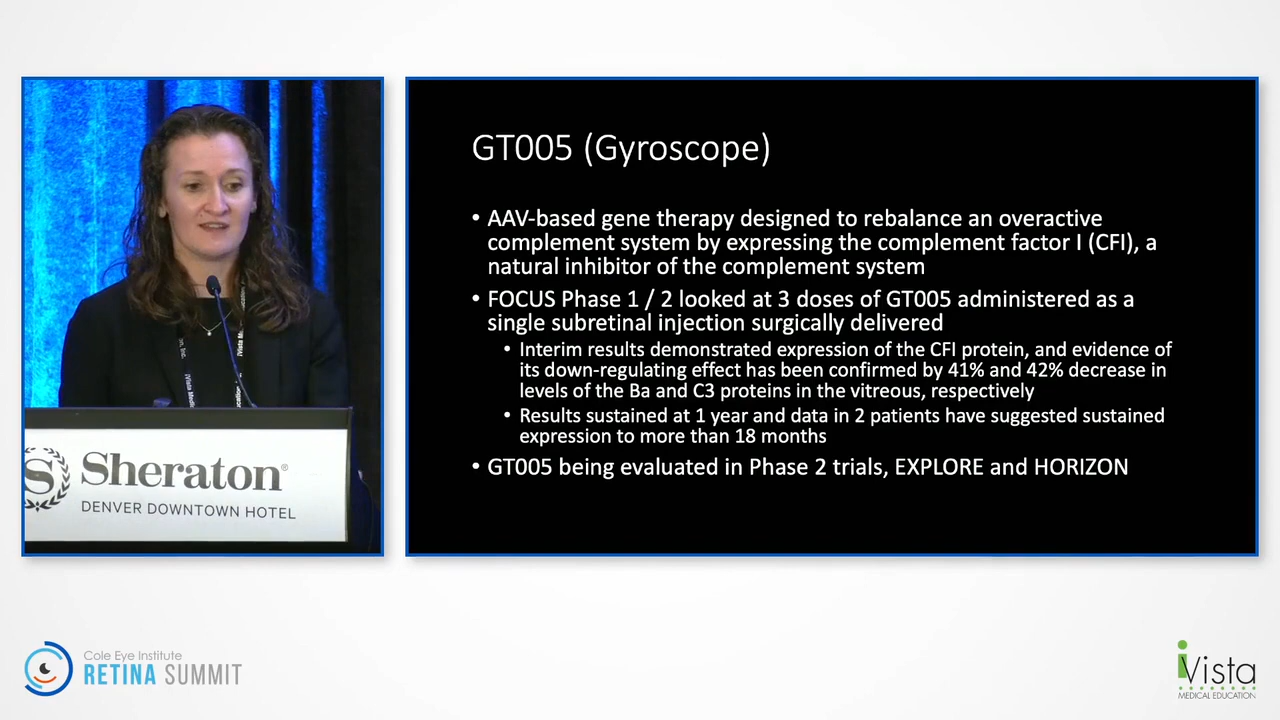 GT005 (Gyroscope)
• AAV-based gene therapy designed to rebalance an overactive
complement system by expressing the complement factor I (CFI), a
natural inhibitor of the complement system
• FOCUS Phase 1 / 2 looked at 3 doses of GT005 administered as a
single subretinal injection surgically delivered
• Interim results demonstrated expression of the CFI protein, and evidence of
its down-regulating effect has been confirmed by 41% and 42% decrease in
levels of the Ba and C3 proteins in the vitreous, respectively
• Results sustained at 1 year and data in 2 patients have suggested sustained
expression to more than 18 months
• GT005 being evaluated in Phase 2 trials, EXPLORE and HORIZON
S Sheraton®
DENVER DOWNTOWN HOTEL
Cole Eye Institute
RETINA SUMMIT
iVista
MEDICAL EDUCATION